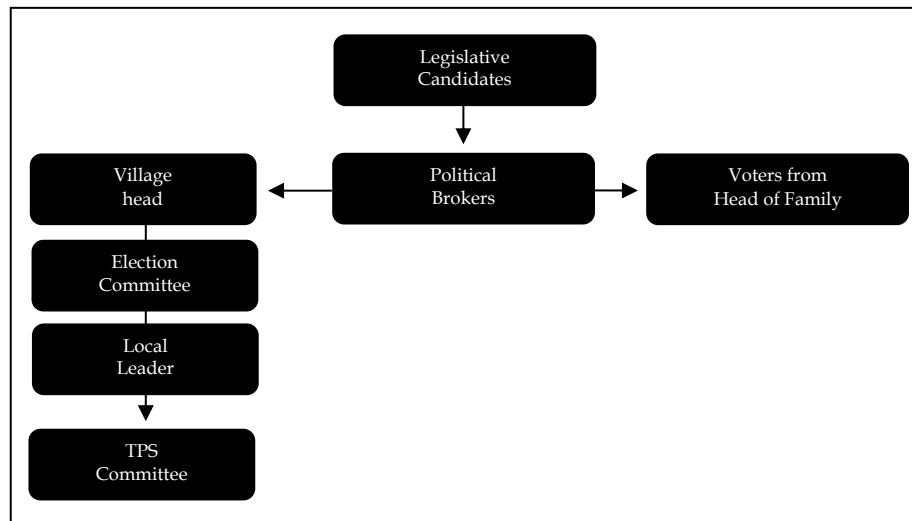 Legislative
Candidates
Village
head
Political
Brokers
Voters from
Head of Family
Election
Committee
Local
Leader
TPS
Committee